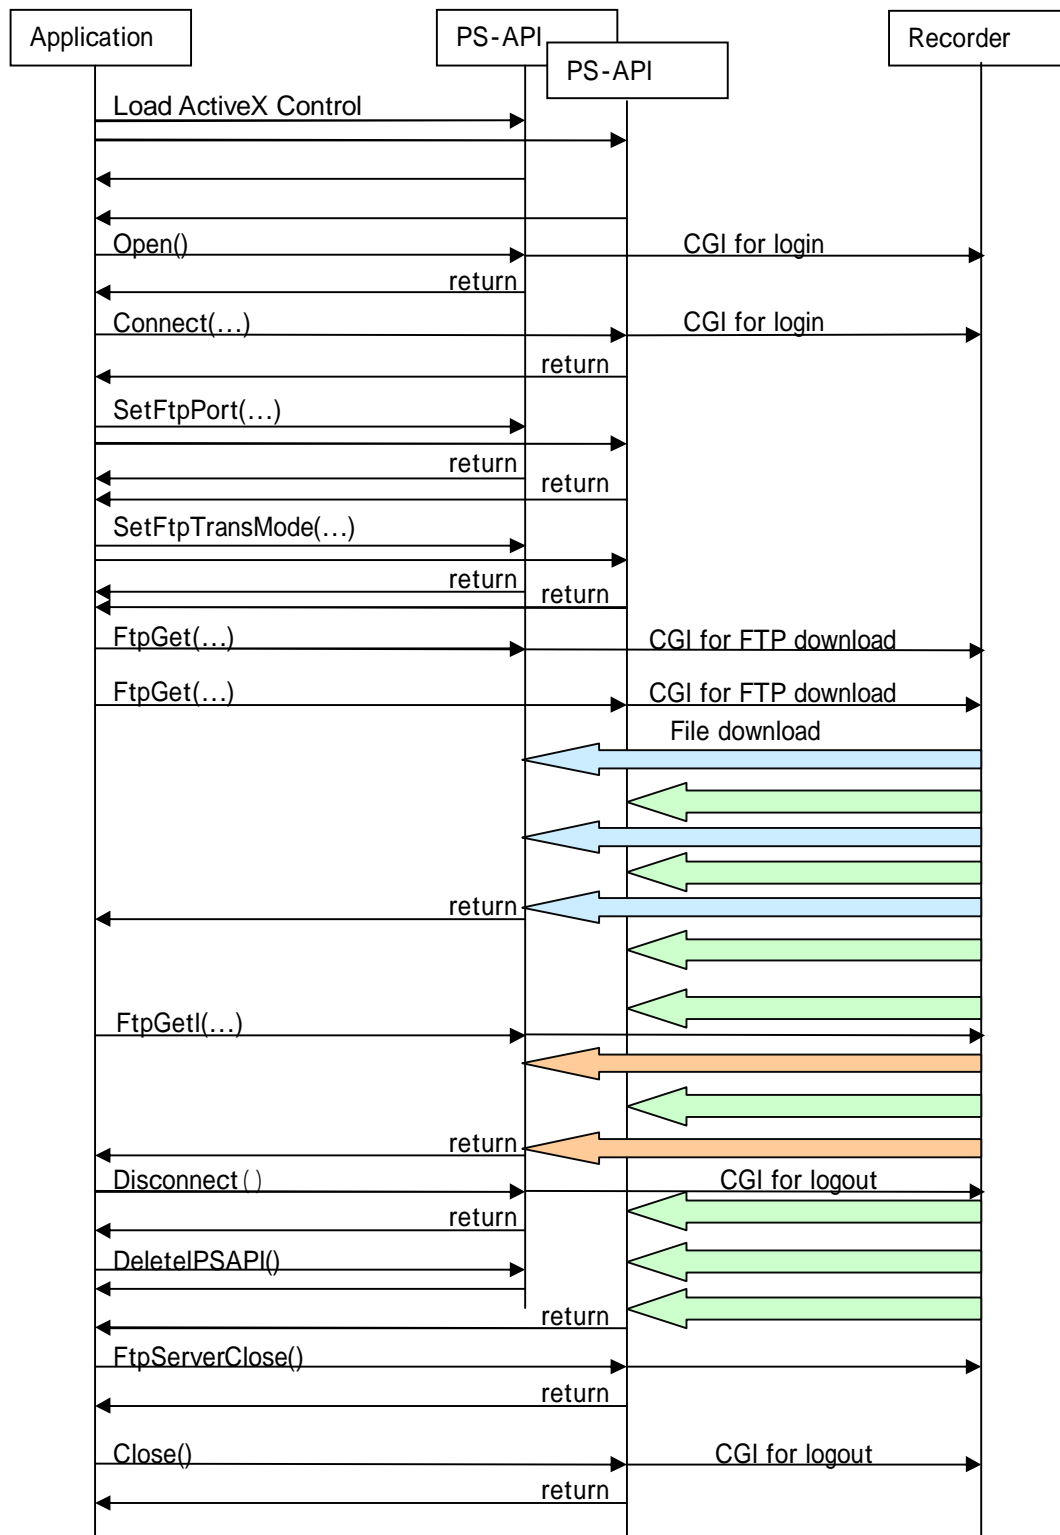 Application
PS-API
PS-API
Recorder
Load ActiveX Control
Open()
CGI for login
return
Connect(...)
CGI for login
return
SetFtpPort(...)
return
return
SetFtpTransMode(...)
return
return
FtpGet(...)
CGI for FTP download
FtpGet(...)
CGI for FTP download
File download
return
FtpGetI(...)
return
Disconnect()
CGI for logout
return
DeleteIPSAPI()
return
FtpServerClose()
return
Close()
CGI for logout
return